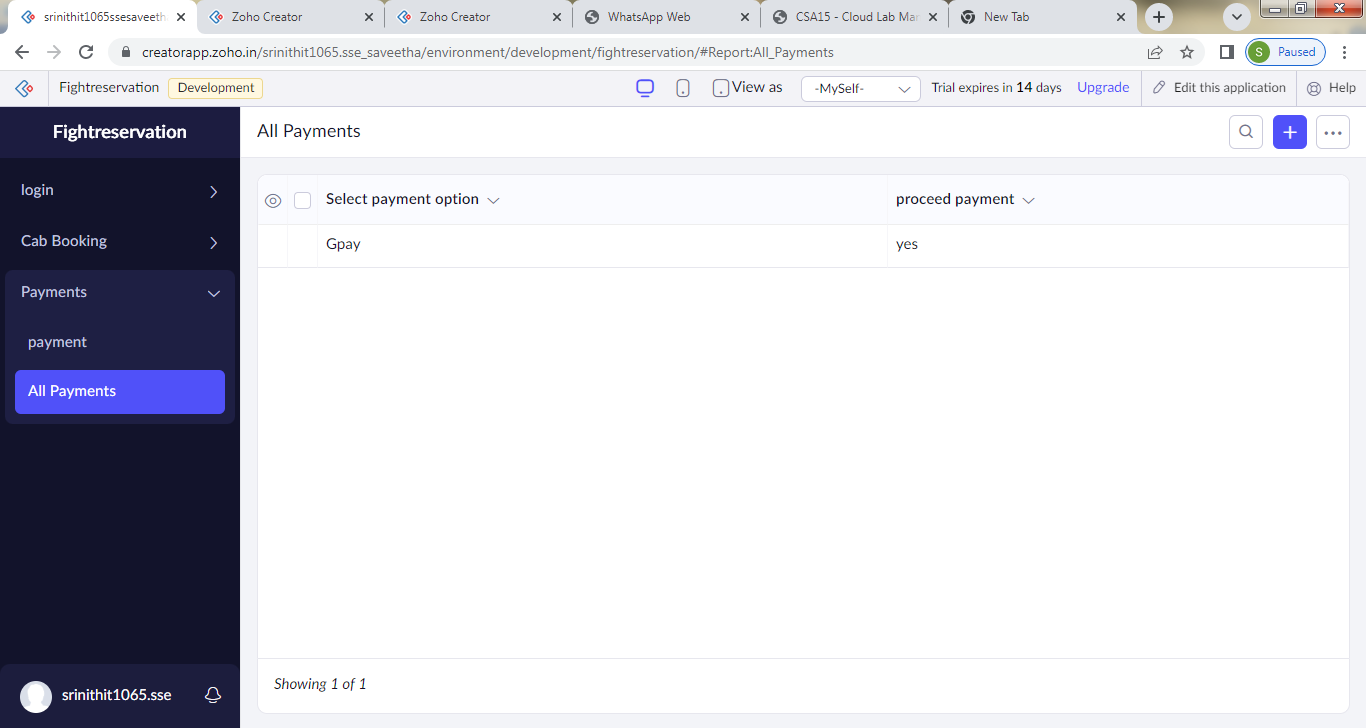 srinithit1065ssesaveeth
Zoho Creator
Zoho Creator
WhatsApp Web
CSA15 - Cloud Lab Mar
New Tab
creatorapp.zoho.in/srinithit1065.sse_saveetha/environment/development/fightreservation/#Report:All_Payments
S
Paused
Fightreservation
Development
View as
-MySelf-
Trial expires in 14 days
Upgrade
Edit this application
Help
Fightreservation
login
Cab Booking
Payments
payment
All Payments
srinithit1065.sse
All Payments
Select payment option
proceed payment
Gpay
yes
Showing 1 of 1